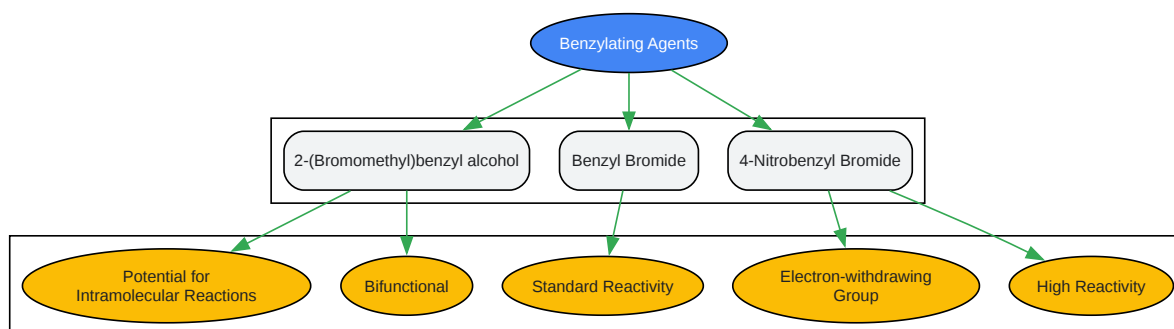 Benzylating Agents
2-(Bromomethyl)benzyl alcohol
Benzyl Bromide
4-Nitrobenzyl Bromide
Potential for
Intramolecular Reactions
Bifunctional
Standard Reactivity
Electron-withdrawing
Group
High Reactivity